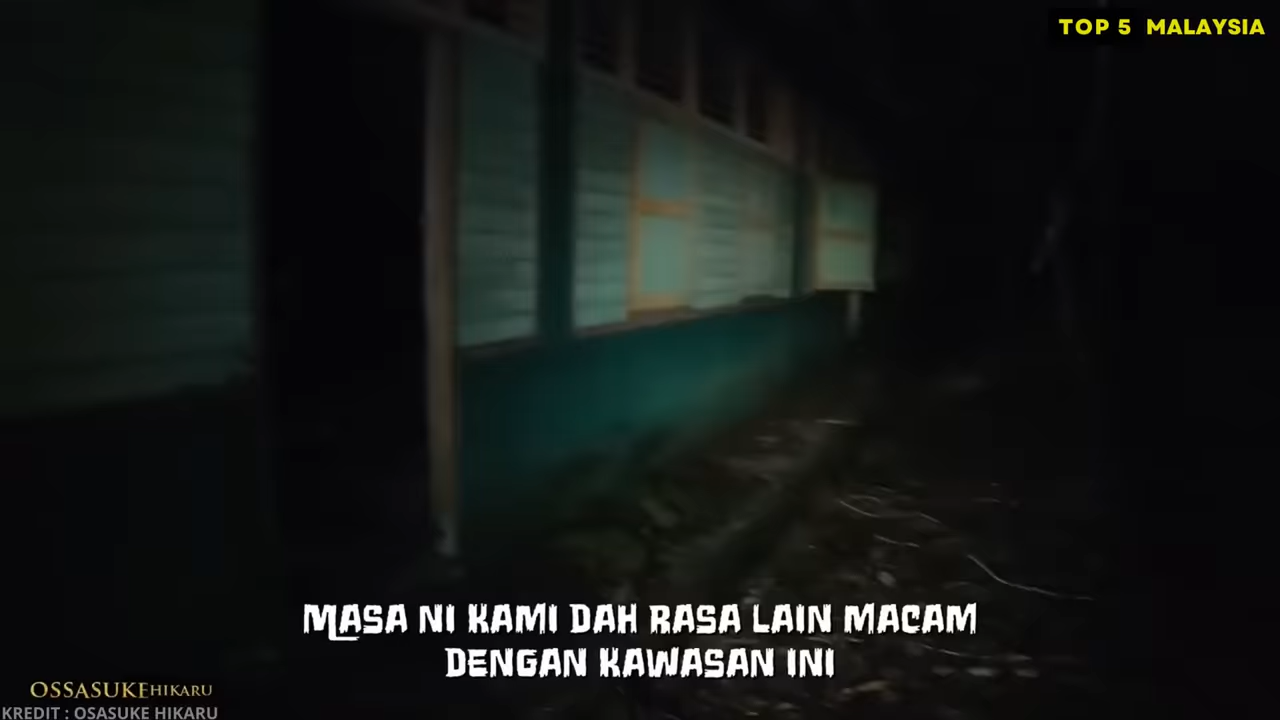 TOP 5 MALAYSIA
MASA NI KAMI DAH RASA LAIN MACAM
DENGAN KAWASAN INI
OSSASUKEHIKARU
KREDIT : OSASUKE HIKARU